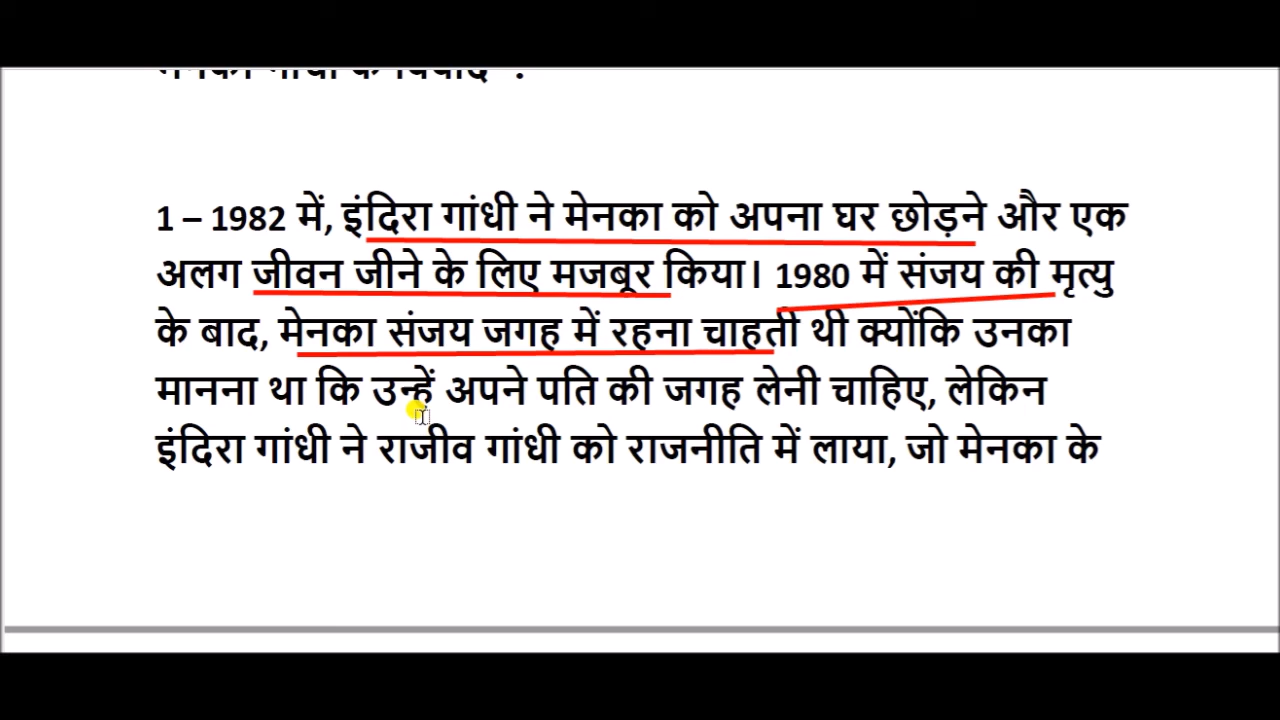 मेनका गांधी के विवाद :
1 – 1982 में, इंदिरा गांधी ने मेनका को अपना घर छोड़ने और एक
अलग जीवन जीने के लिए मजबूर किया। 1980 में संजय की मृत्यु
के बाद, मेनका संजय जगह में रहना चाहती थी क्योंकि उनका
मानना था कि उन्हें अपने पति की जगह लेनी चाहिए, लेकिन
इंदिरा गांधी ने राजीव गांधी को राजनीति में लाया, जो मेनका के